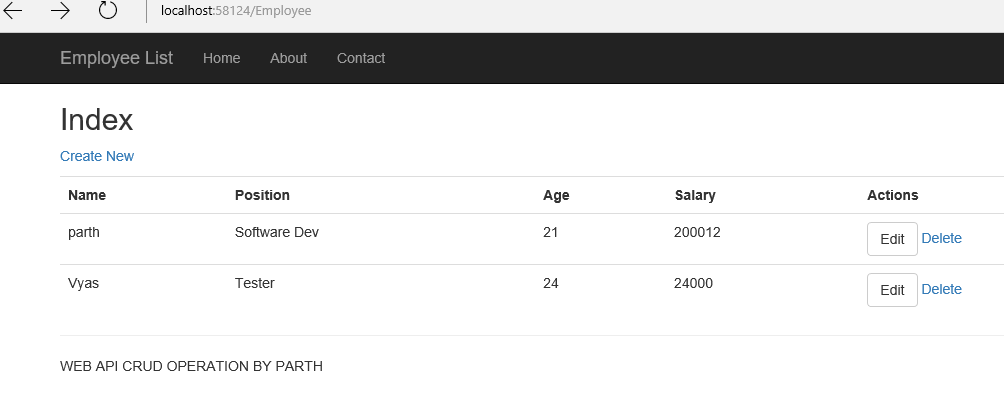 localhost:58124/Employee
Employee List Home About Contact
Index
Create New
Name Position Age Salary Actions
parth Software Dev 21 200012 Edit Delete
Vyas Tester 24 24000 Edit Delete
WEB API CRUD OPERATION BY PARTH